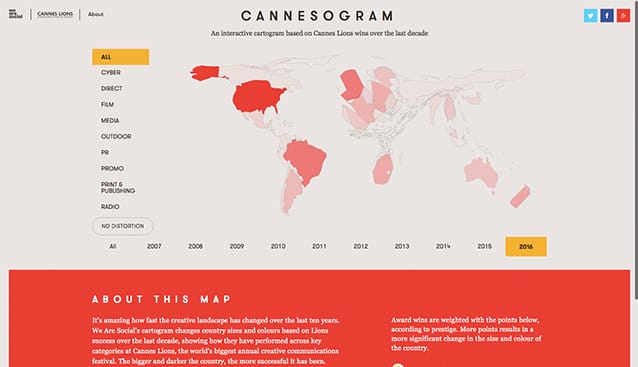 we are social
CANNES LIONS
About
CANNESOGRAM
An interactive cartogram based on Cannes Lions wins over the last decade
ALL
CYBER
DIRECT
FILM
MEDIA
OUTDOOR
PR
PROMO
PRINT &
PUBLISHING
RADIO
NO DISTORTION
All 2007 2008 2009 2010 2011 2012 2013 2014 2015 2016
ABOUT THIS MAP
It's amazing how fast the creative landscape has changed over the last ten years.
We Are Social's cartogram changes country sizes and colours based on Lions
success over the last decade, showing how they have performed across key
categories at Cannes Lions, the world's biggest annual creative communications
festival. The bigger and darker the country, the more successful it has been.
Award wins are weighted with the points below,
according to prestige. More points results in a
more significant change in the size and colour of
the country.